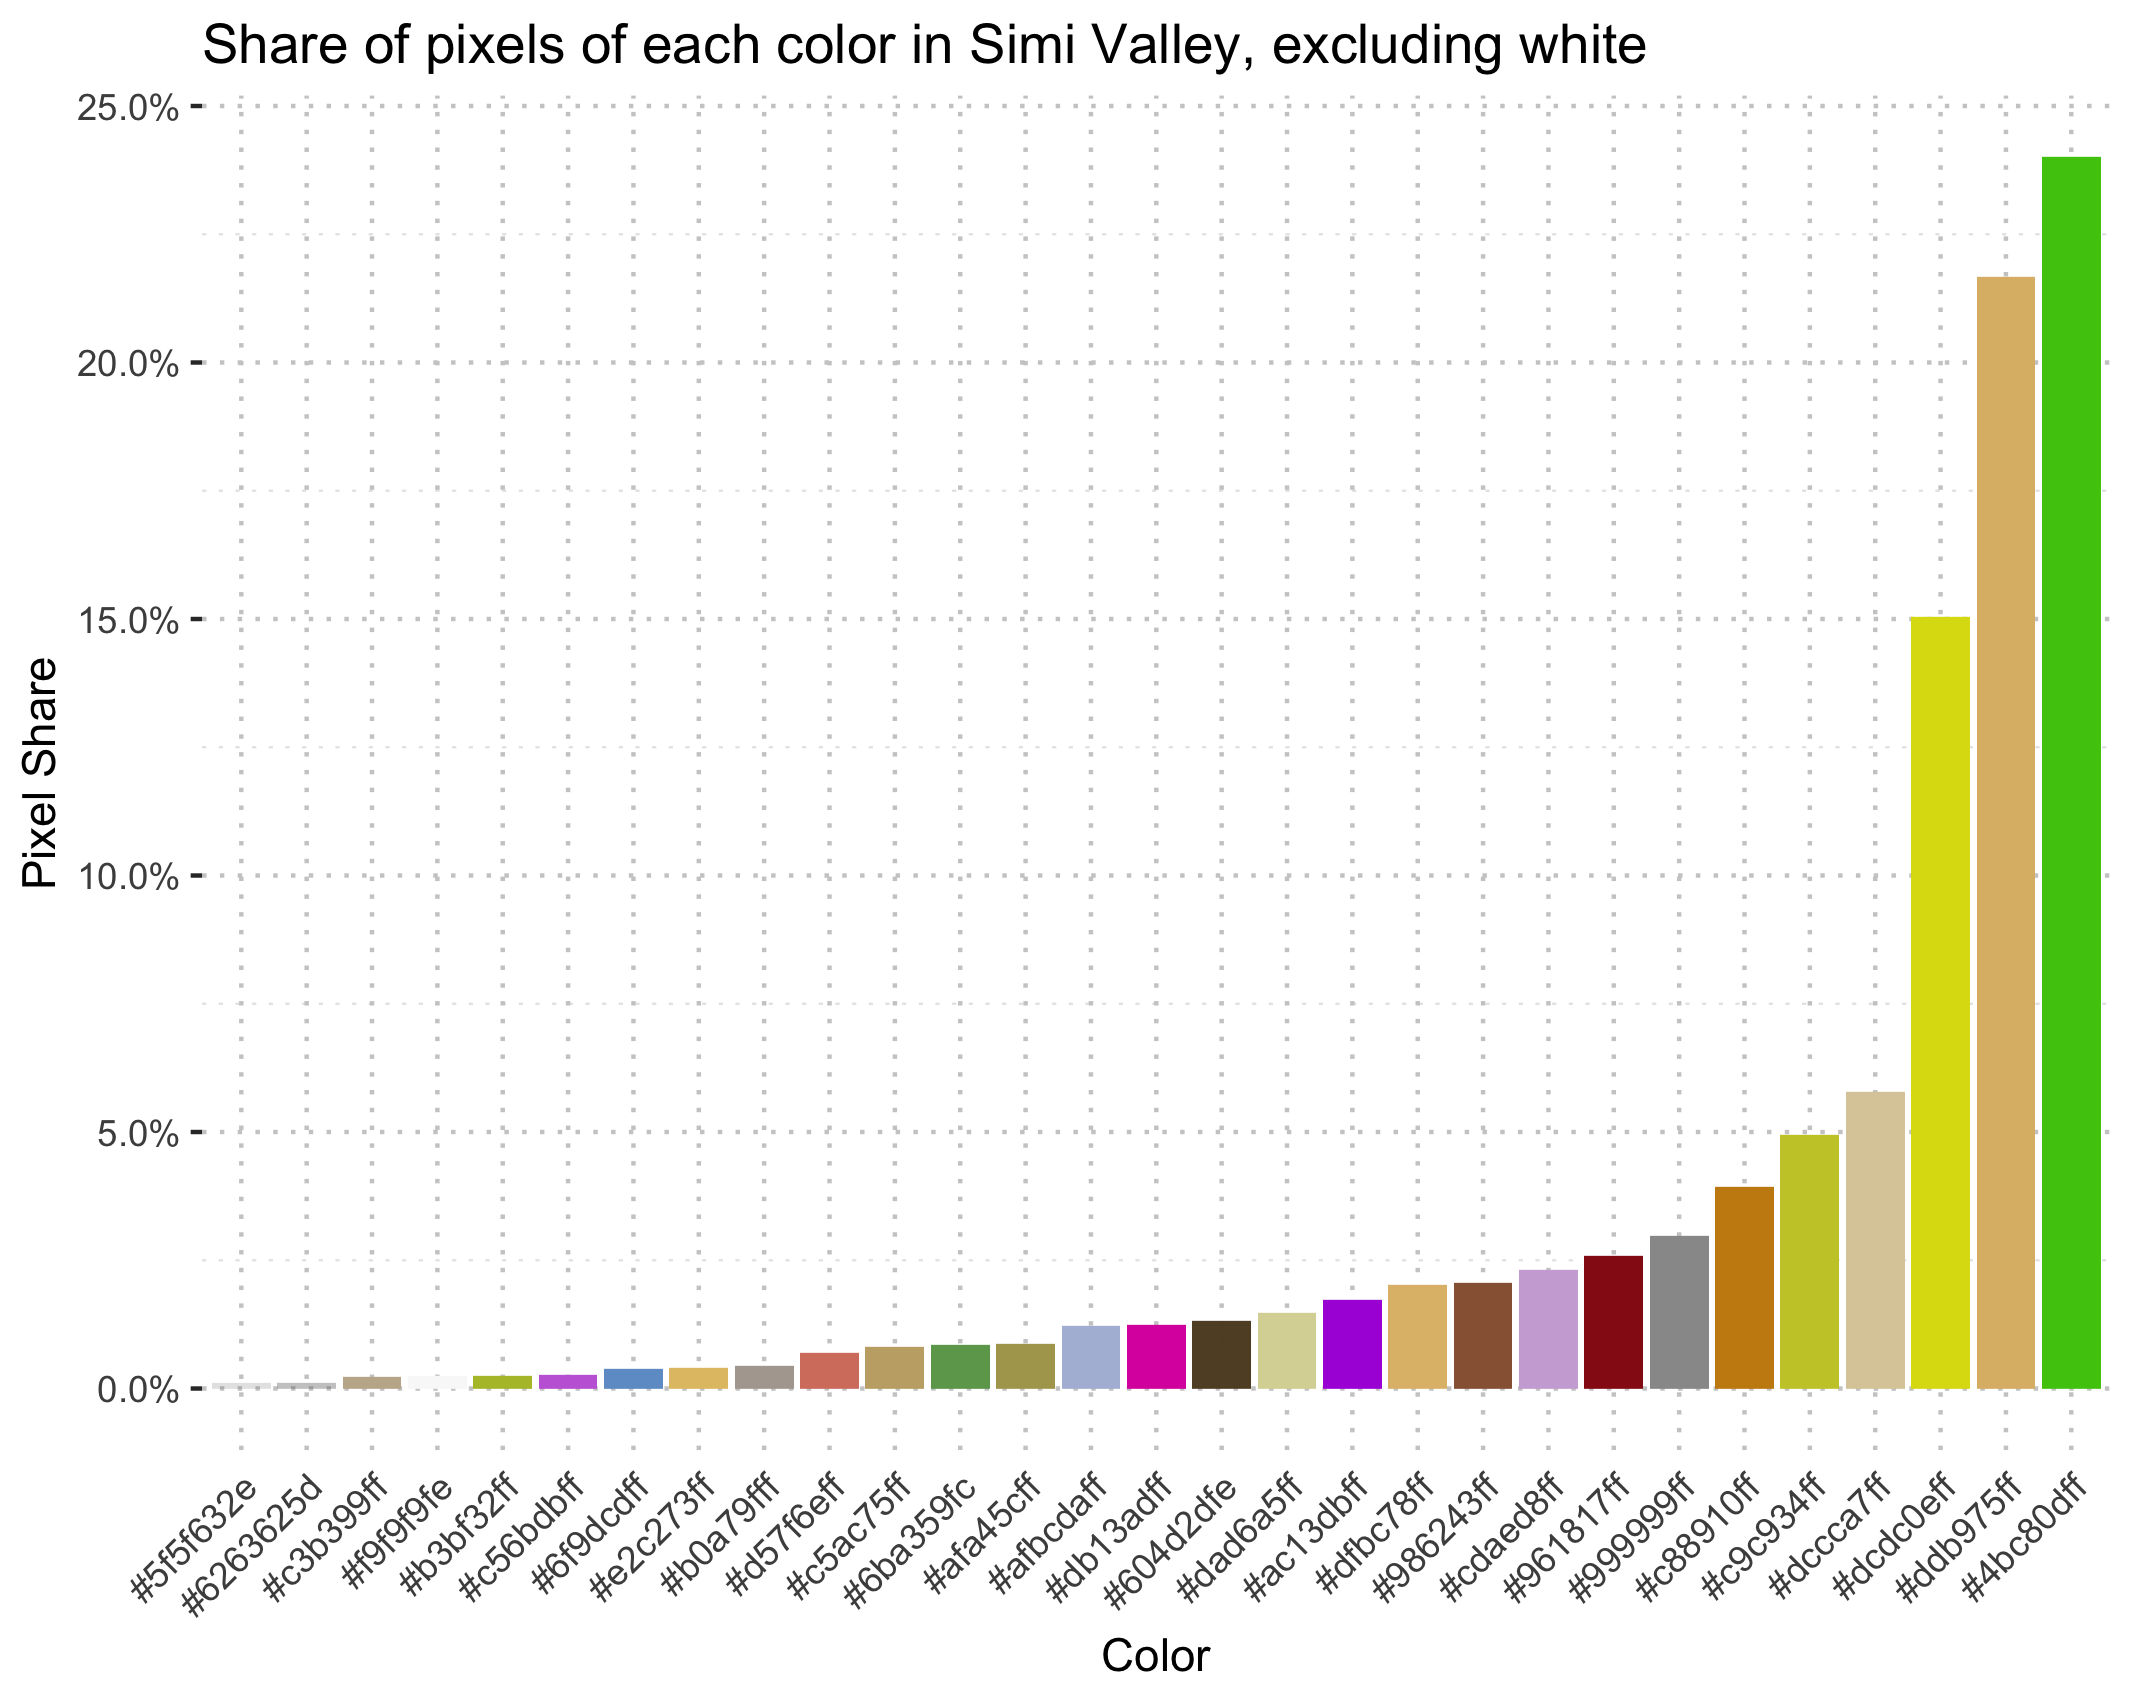 Share of pixels of each color in Simi Valley, excluding white
25.0%
20.0%
15.0%
10.0%
5.0%
0.0%
Pixel Share
#5f5f632e
#6263625d
#c3b399ff
#f9f9f9fe
#b3bf32ff
#c56bdbff
#6f9dcdff
#e2c273ff
#b0a79fff
#d57f6eff
#c5ac75ff
#6ba359fc
#afa45cff
#afbcdaff
#db13adff
#604d2dfe
#dad6a5ff
#ac13dbff
#dfbc78ff
#986243ff
#cdaed8ff
#961817ff
#999999ff
#c88910ff
#c9c934ff
#dccca7ff
#dcdc0eff
#ddb975ff
#4bc80dff
Color